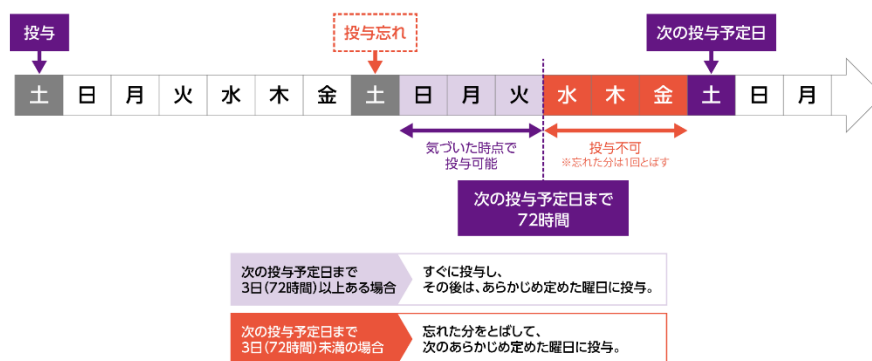 投与
投与忘れ
次の投与予定日
土 日 月 火 水 木 金 土 日 月 火 水 木 金 土 日 月
気づいた時点で
投与可能
投与不可
※忘れた分は1回とばす
次の投与予定日まで
72時間
次の投与予定日まで
3日(72時間)以上ある場合
すぐに投与し、
その後は、あらかじめ定めた曜日に投与。
次の投与予定日まで
3日(72時間)未満の場合
忘れた分をとばして、
次のあらかじめ定めた曜日に投与。